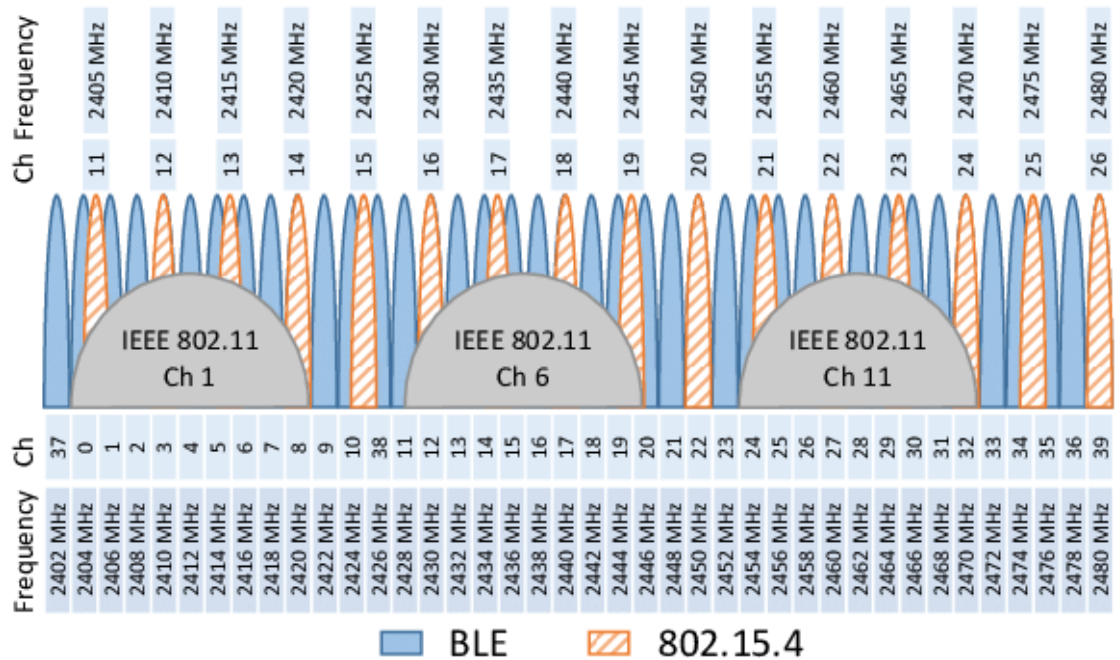 Frequency 2405 MHz 2410 MHz 2415 MHz 2420 MHz 2425 MHz 2430 MHz 2435 MHz 2440 MHz 2445 MHz 2450 MHz 2455 MHz 2460 MHz 2465 MHz 2470 MHz 2475 MHz 2480 MHz
Ch 11 12 13 14 15 16 17 18 19 20 21 22 23 24 25 26
IEEE 802.11 IEEE 802.11 IEEE 802.11
Ch 1 Ch 6 Ch 11
Ch 37 0 1 2 3 4 5 6 7 8 9 10 38 11 12 13 14 15 16 17 18 19 20 21 22 23 24 25 26 27 28 29 30 31 32 33 34 35 36 39
Frequency 2402 MHz 2404 MHz 2406 MHz 2408 MHz 2410 MHz 2412 MHz 2414 MHz 2416 MHz 2418 MHz 2420 MHz 2422 MHz 2424 MHz 2426 MHz 2428 MHz 2430 MHz 2432 MHz 2434 MHz 2436 MHz 2438 MHz 2440 MHz 2442 MHz 2444 MHz 2446 MHz 2448 MHz 2450 MHz 2452 MHz 2454 MHz 2456 MHz 2458 MHz 2460 MHz 2462 MHz 2464 MHz 2466 MHz 2468 MHz 2470 MHz 2472 MHz 2474 MHz 2476 MHz 2478 MHz 2480 MHz
BLE 802.15.4